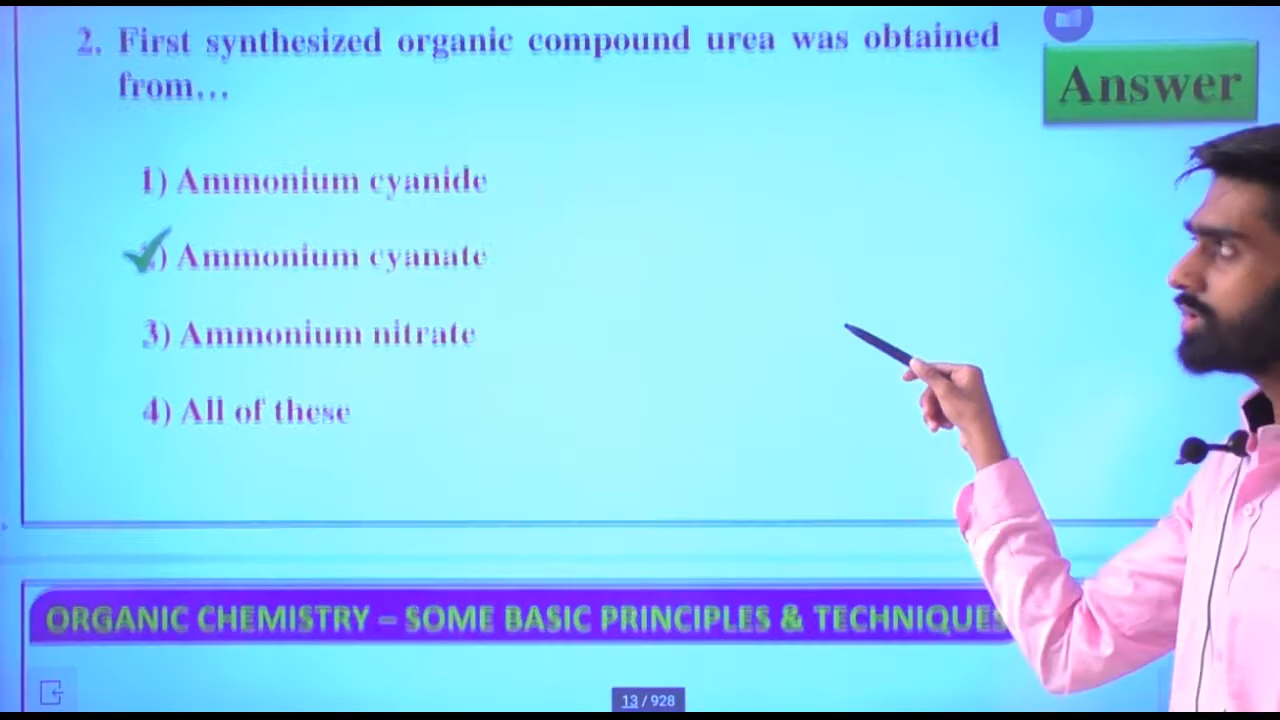 2. First synthesized organic compound urea was obtained
from...
Answer
1) Ammonium cyanide
2) Ammonium cyanate
3) Ammonium nitrate
4) All of these
ORGANIC CHEMISTRY – SOME BASIC PRINCIPLES & TECHNIQUES
13 / 928